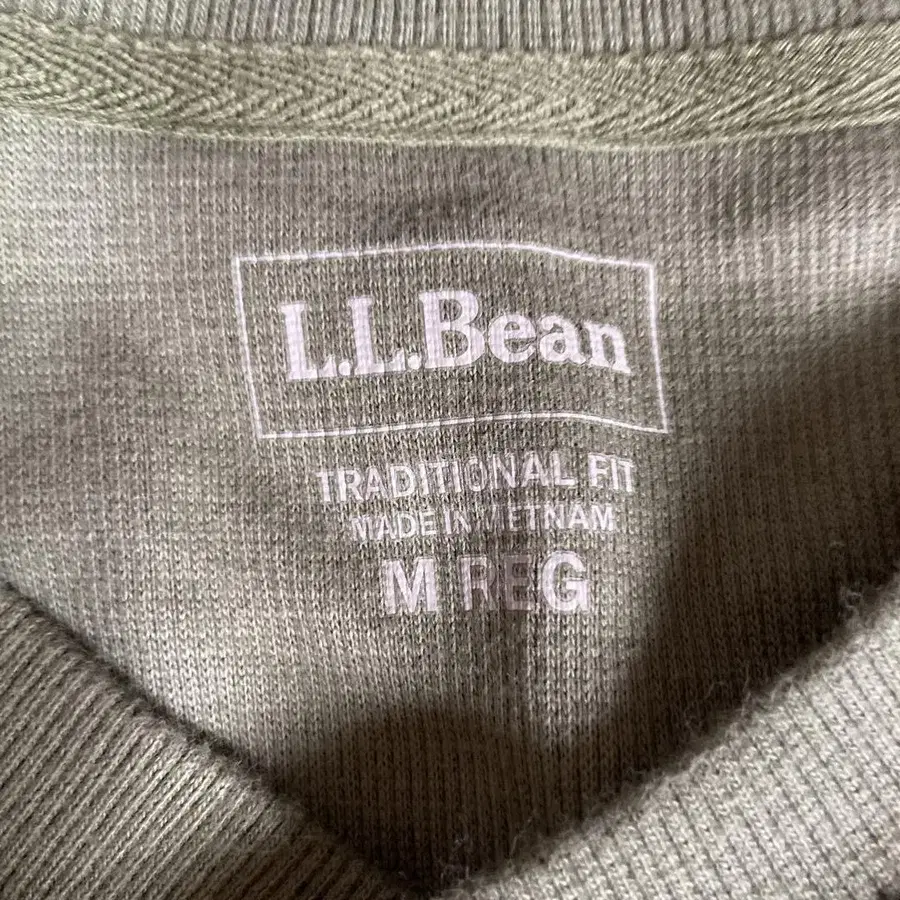 L.L.Bean
TRADITIONAL FIT
MADE IN VIETNAM
M REG